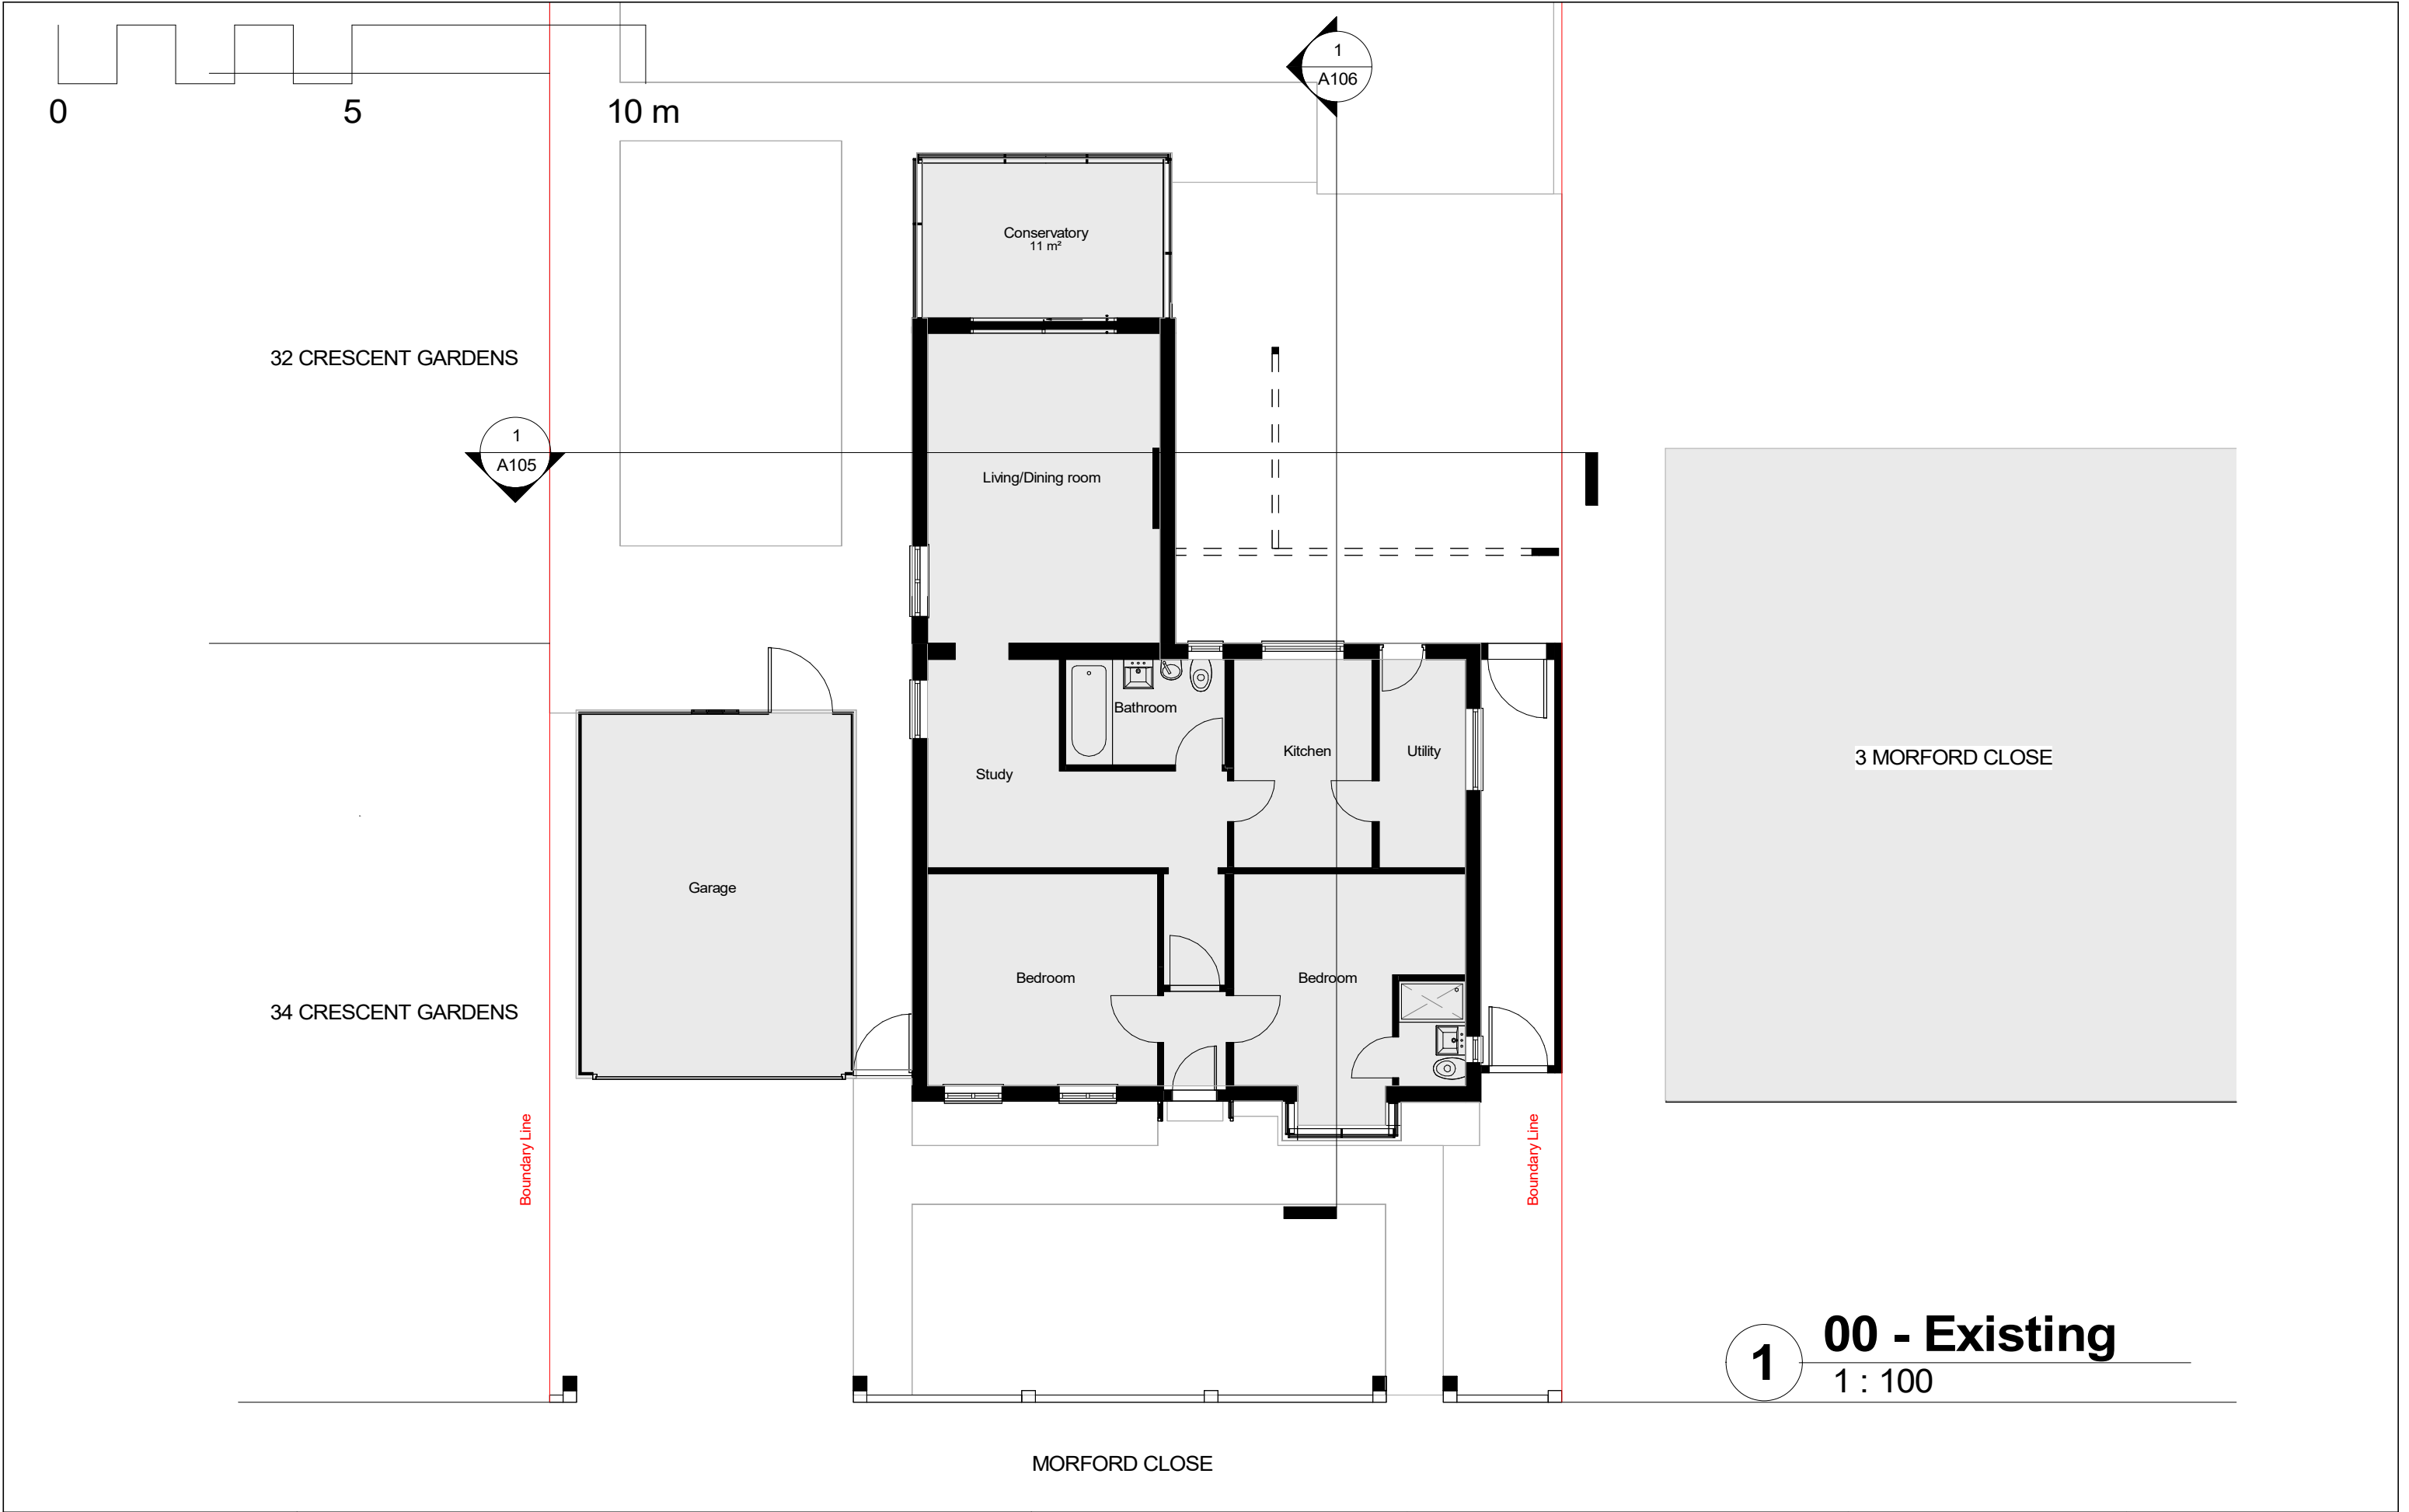 1
A106
0
5
10 m
Conservatory
11 m²
32 CRESCENT GARDENS
1
A105
Living/Dining room
Bathroom
Kitchen
Utility
Study
3 MORFORD CLOSE
Garage
Bedroom
Bedroom
34 CRESCENT GARDENS
Boundary Line
Boundary Line
1
00 - Existing
1 : 100
MORFORD CLOSE